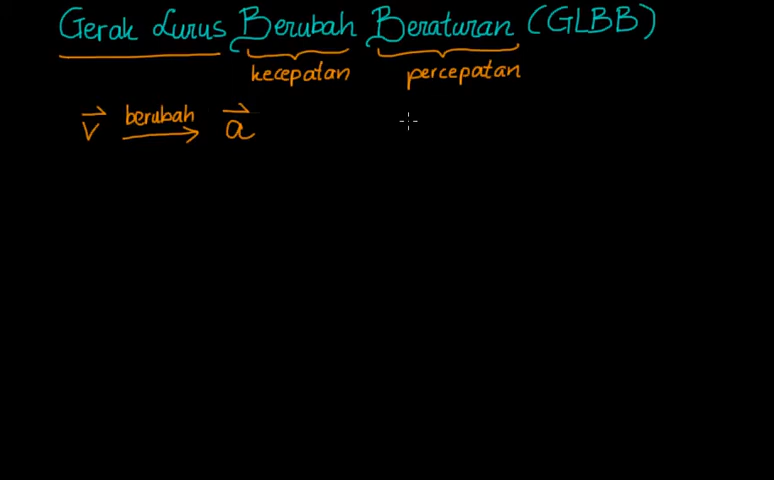 Gerak Lurus Berubah Beraturan (GLBB)
kecepatan percepatan
v berubah a